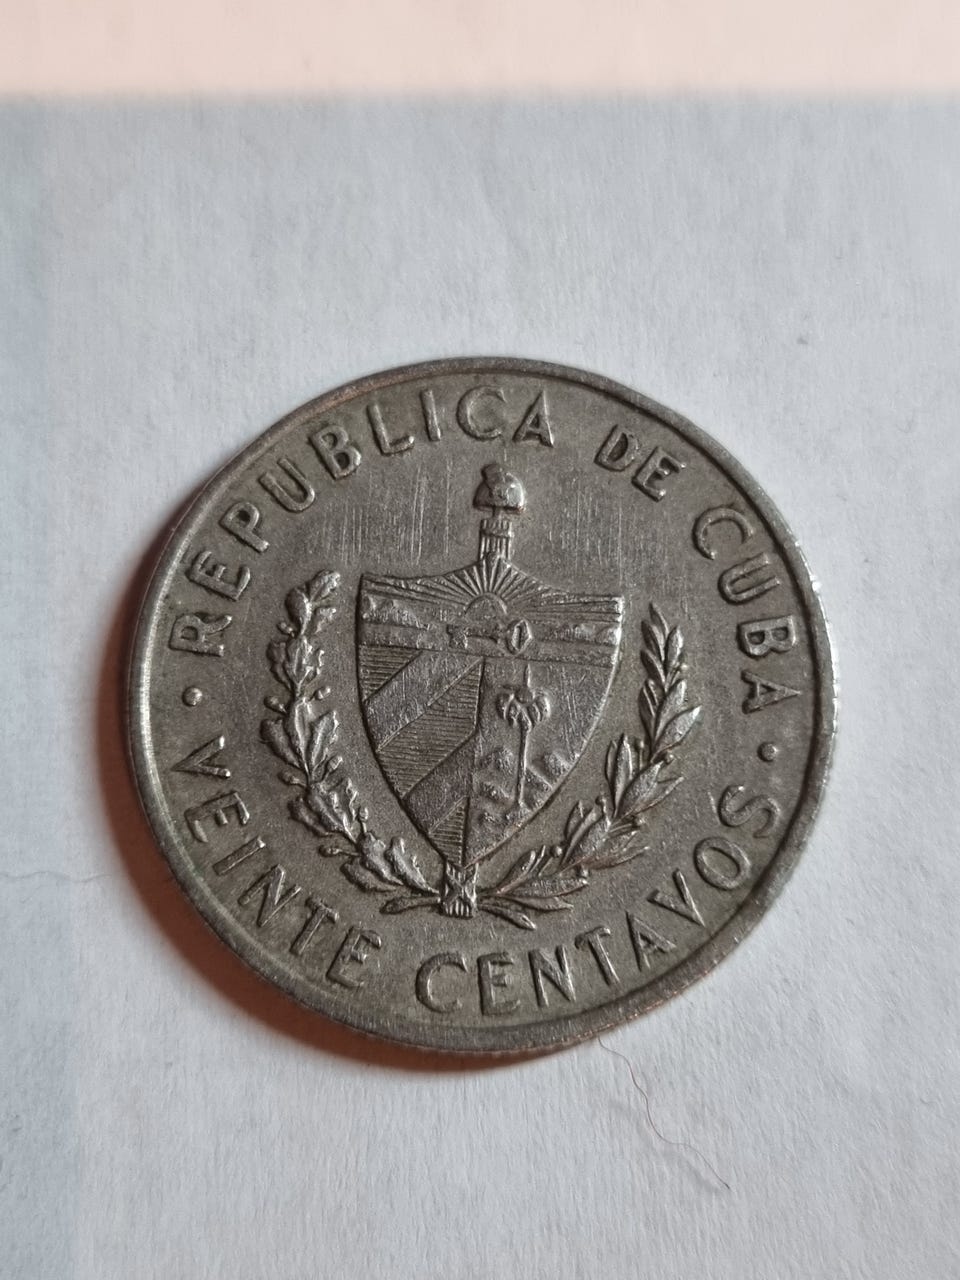 REPUBLICA DE CUBA
· VEINTE CENTAVOS ·